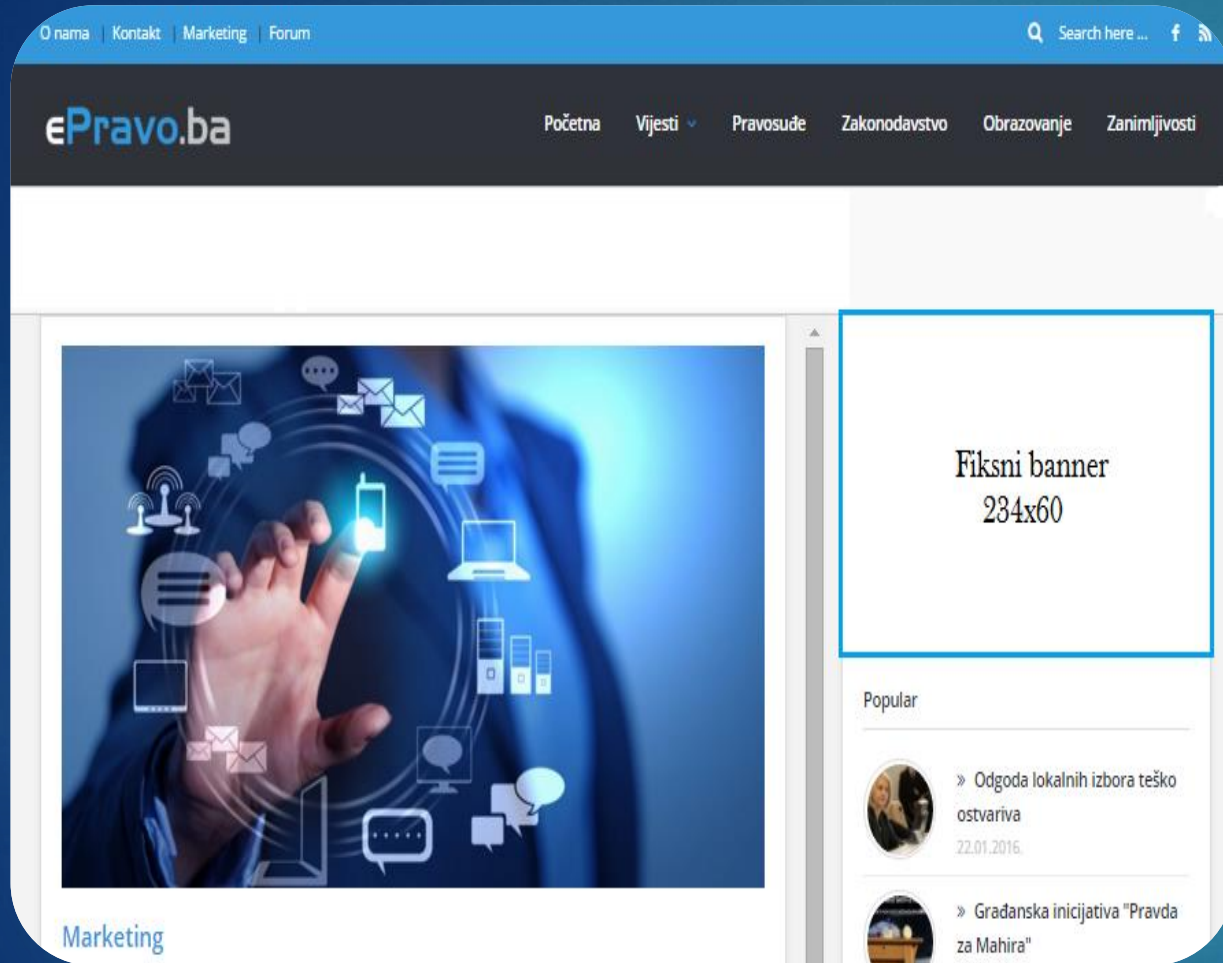 O nama | Kontakt | Marketing | Forum
Search here ...
ePravo.ba
Početna Vijesti Pravosuđe Zakonodavstvo Obrazovanje Zanimljivosti
Fiksni banner
234x60
Popular
» Odgoda lokalnih izbora teško
ostvariva
22.01.2016.
» Građanska inicijativa "Pravda
za Mahira"
Marketing